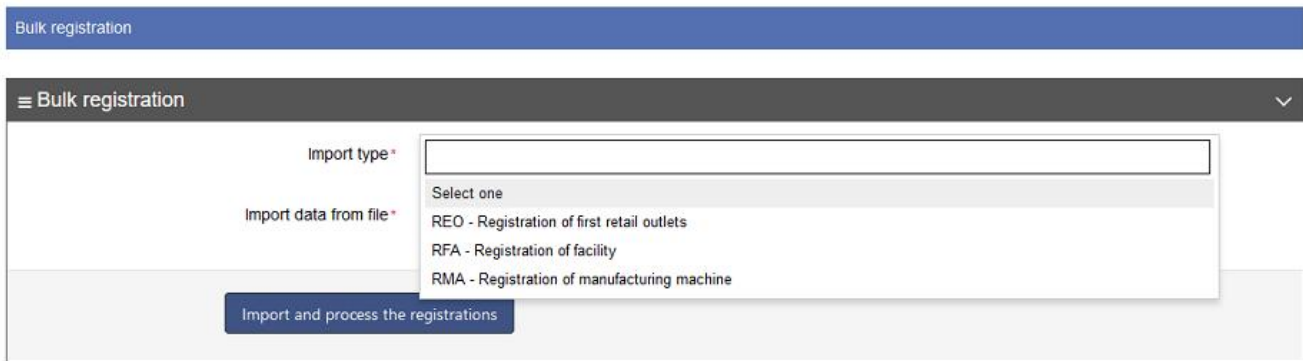 Bulk registration
Bulk registration
Import type*
Select one
Import data from file*
REO - Registration of first retail outlets
RFA - Registration of facility
RMA - Registration of manufacturing machine
Import and process the registrations